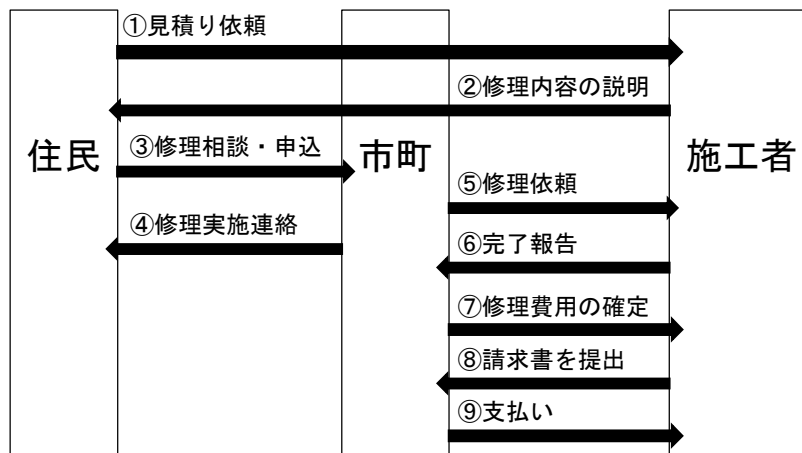 ①見積り依頼
②修理内容の説明
住民
③修理相談・申込
市町
施工者
⑤修理依頼
④修理実施連絡
⑥完了報告
⑦修理費用の確定
⑧請求書を提出
⑨支払い